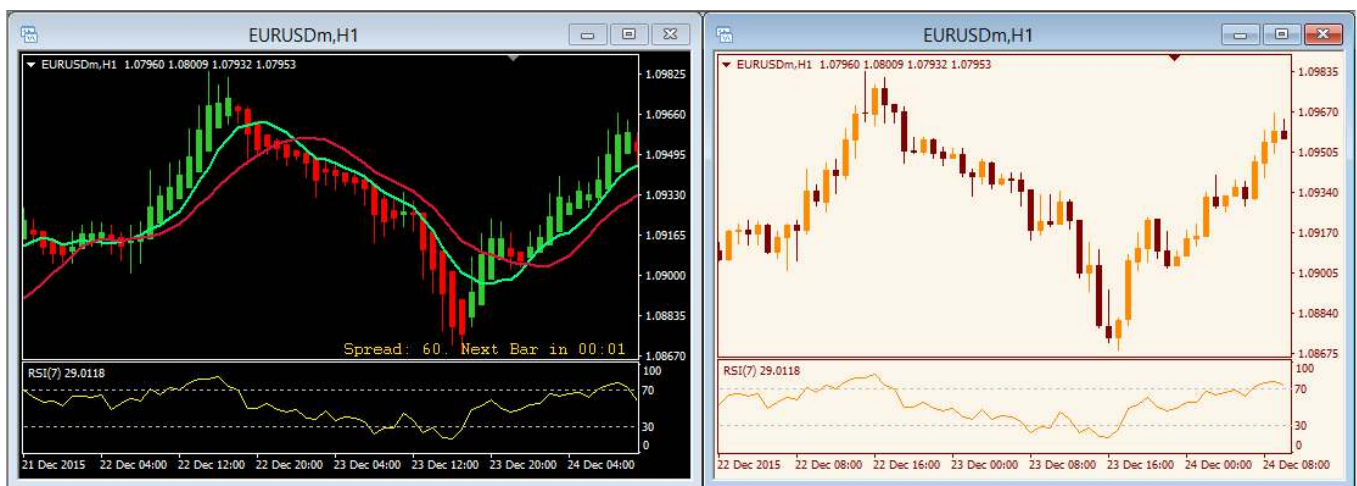 EURUSDm,H1
EURUSDm,H1 1.07960 1.08009 1.07932 1.07953
1.09825
1.09660
1.09495
1.09330
1.09165
1.09000
1.08835
1.08670
Spread: 60. Next Bar in 00:01
RSI(7) 29.0118
100
70
30
0
21 Dec 2015 22 Dec 04:00 22 Dec 12:00 22 Dec 20:00 23 Dec 04:00 23 Dec 12:00 23 Dec 20:00 24 Dec 04:00
EURUSDm,H1
EURUSDm,H1 1.07960 1.08009 1.07932 1.07953
1.09835
1.09670
1.09505
1.09340
1.09170
1.09005
1.08840
1.08675
RSI(7) 29.0118
100
70
30
0
22 Dec 2015 22 Dec 08:00 22 Dec 16:00 23 Dec 00:00 23 Dec 08:00 23 Dec 16:00 24 Dec 00:00 24 Dec 08:00